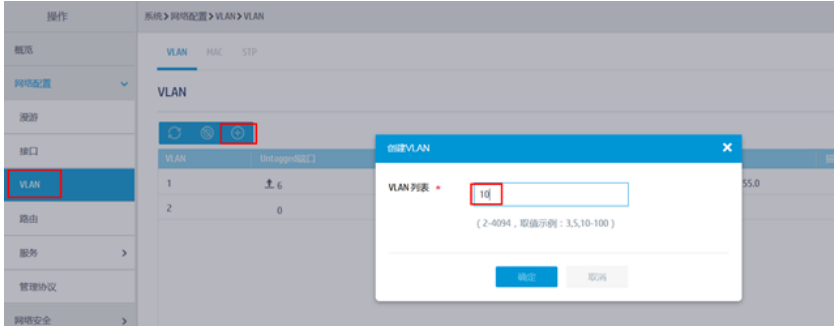 操作
系统>网络配置>VLAN>VLAN
概览
VLAN MAC STP
网络配置
VLAN
漫游
接口
创建VLAN
VLAN Untagged端口
VLAN 列表 * 10
VLAN
1 6 55.0
(2-4094，取值示例：3,5,10-100)
2 0
路由
服务
确定 取消
管理协议
网络安全